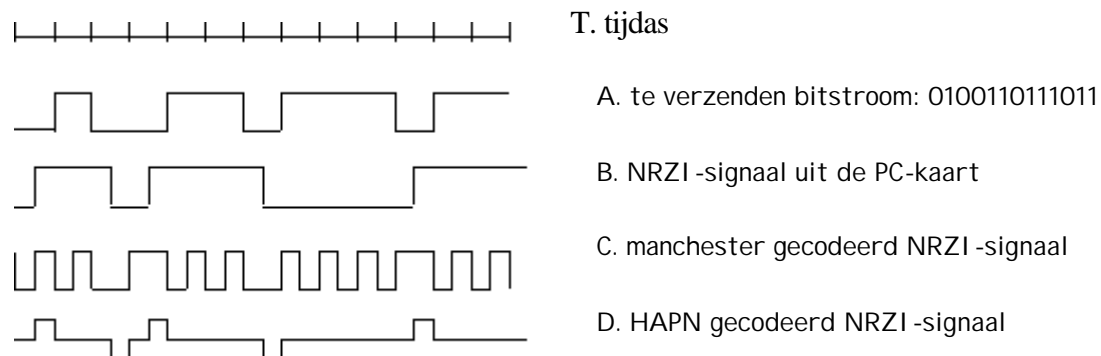 T. tijdas
A. te verzenden bitstroom: 0100110111011
B. NRZI-signaal uit de PC-kaart
C. manchester gecodeerd NRZI-signaal
D. HAPN gecodeerd NRZI-signaal